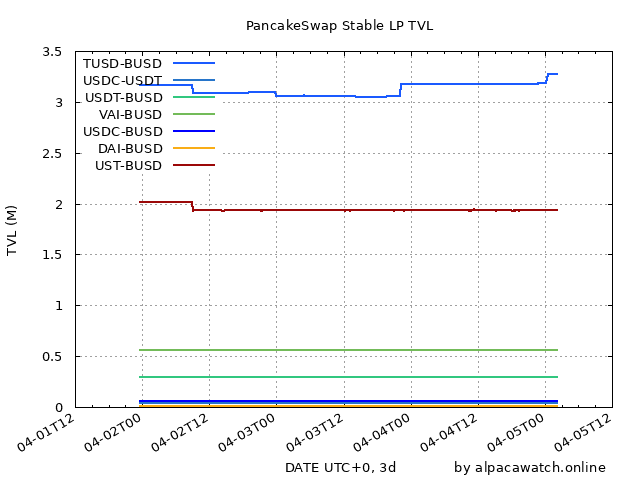 PancakeSwap Stable LP TVL
TVL (M)
3.5
3
2.5
2
1.5
1
0.5
0
TUSD-BUSD
USDC-USDT
USDT-BUSD
VAI-BUSD
USDC-BUSD
DAI-BUSD
UST-BUSD
04-01T12
04-02T00
04-02T12
04-03T00
04-03T12
04-04T00
04-04T12
04-05T00
04-05T12
DATE UTC+0, 3d
by alpacawatch.online